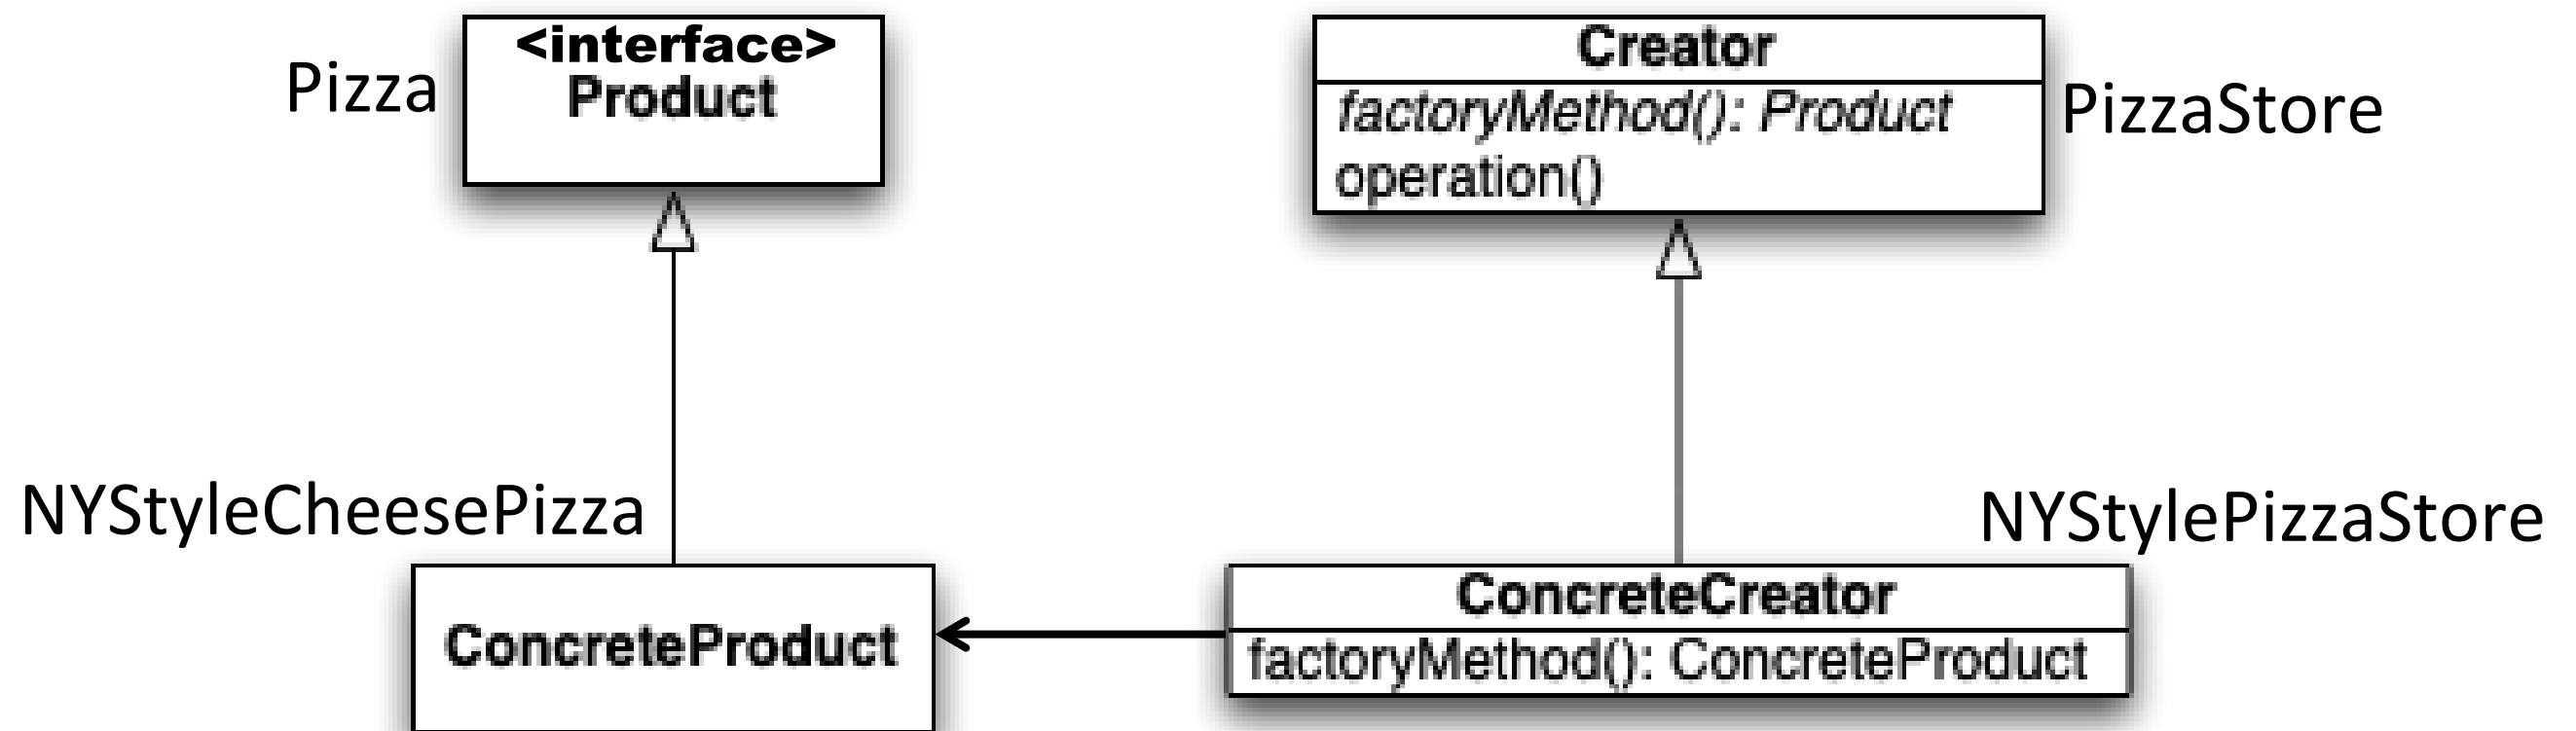 Pizza
<interface>
Product
Creator
factoryMethod(): Product
operation()
PizzaStore
NYStyleCheesePizza
ConcreteProduct
NYStylePizzaStore
ConcreteCreator
factoryMethod(): ConcreteProduct